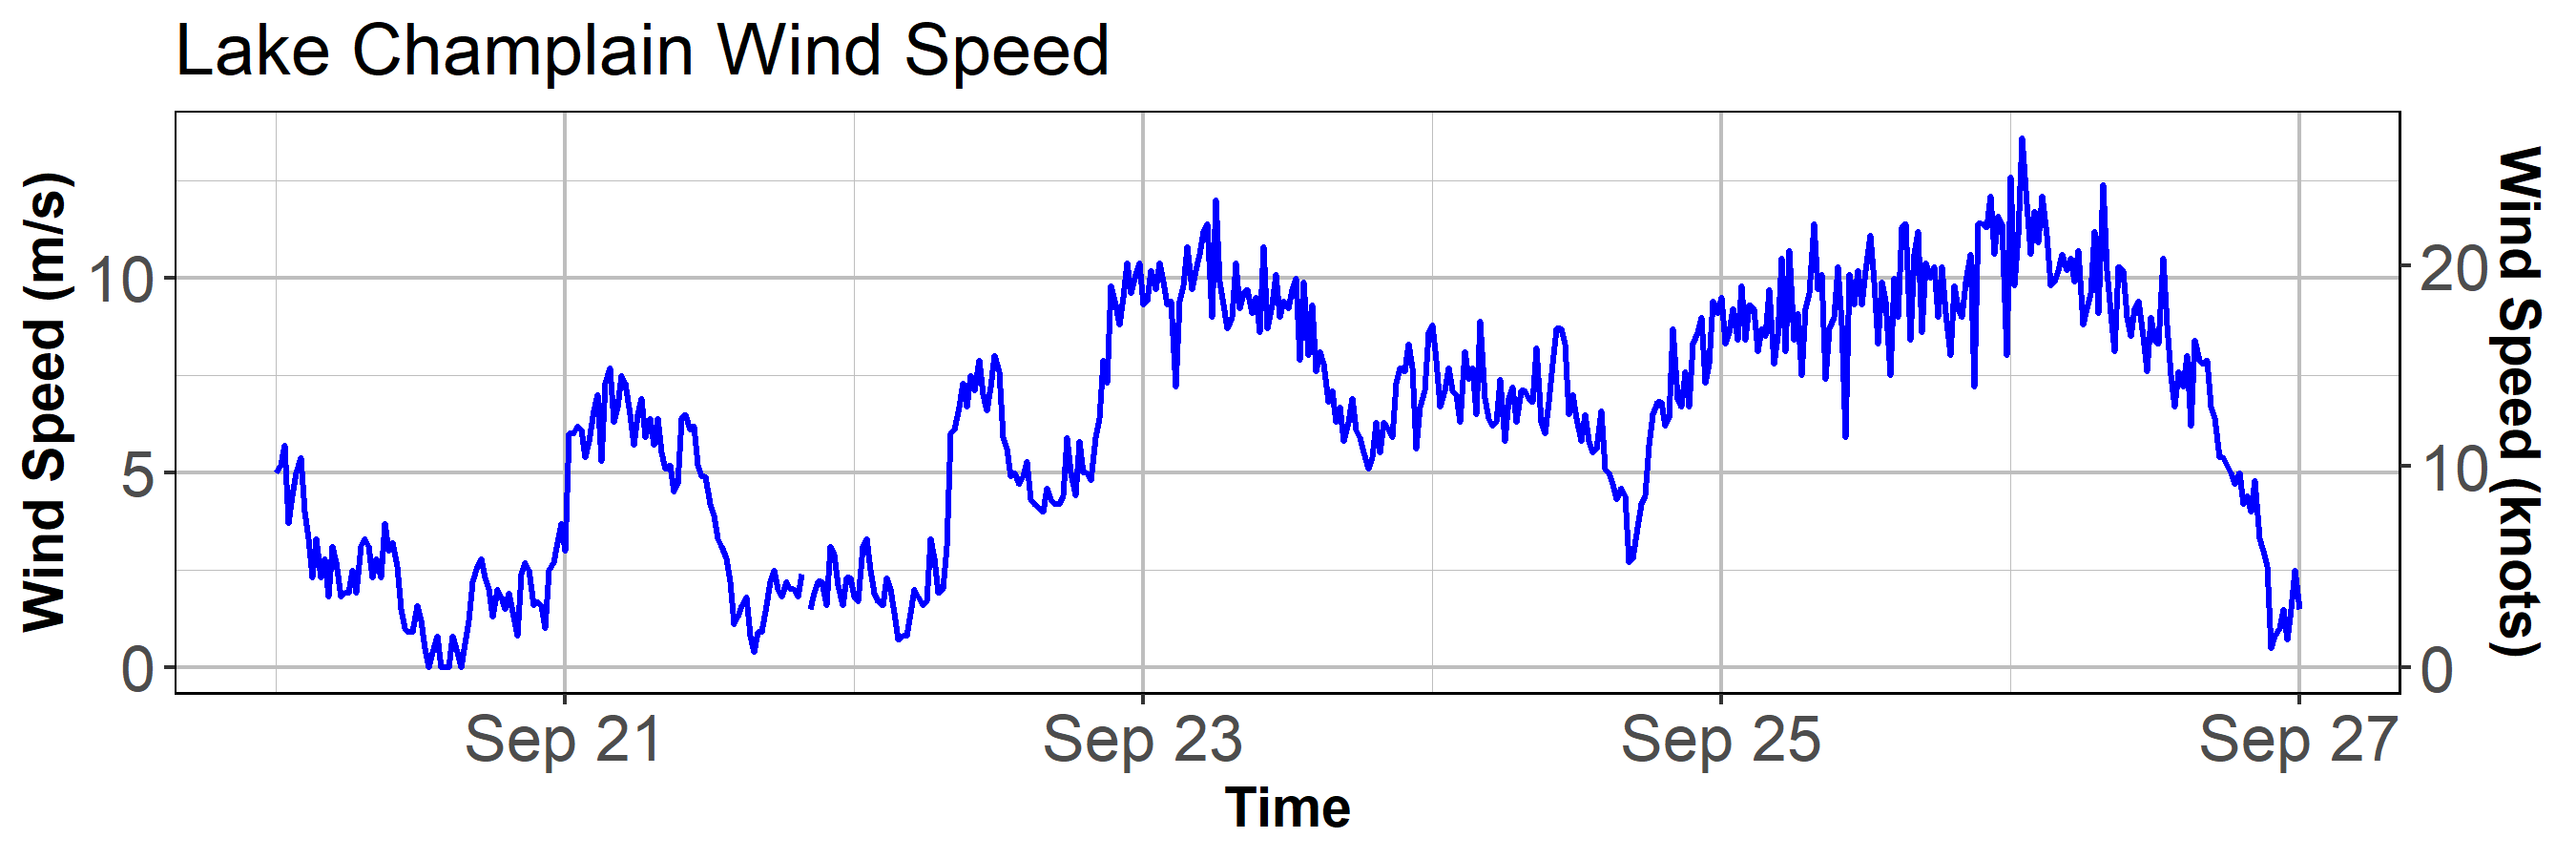 Lake Champlain Wind Speed
Wind Speed (m/s)
10
5
0
20
10
0
Wind Speed (knots)
Sep 21
Sep 23
Sep 25
Sep 27
Time